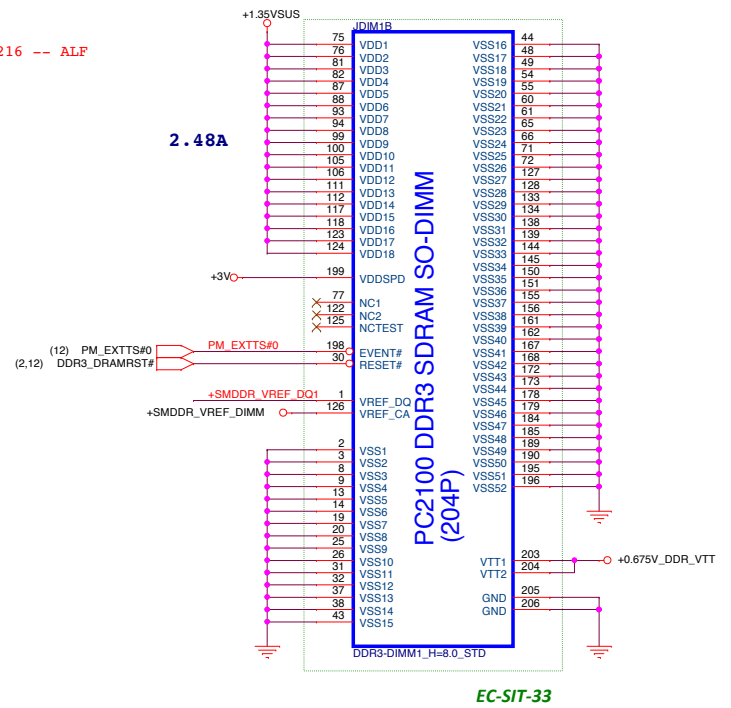 +1.35VSUS
216 -- ALF
2.48A
JDIM1B
75 VDD1
76 VDD2
81 VDD3
82 VDD4
87 VDD5
88 VDD6
93 VDD7
94 VDD8
99 VDD9
100 VDD10
105 VDD11
106 VDD12
111 VDD13
112 VDD14
117 VDD15
118 VDD16
123 VDD17
124 VDD18
+3V 199 VDDSPD
77 NC1
122 NC2
125 NCTEST
(12) PM_EXTTS#0 PM_EXTTS#0 198 EVENT#
(2,12) DDR3_DRAMRST# 30 RESET#
+SMDDR_VREF_DQ1 1 VREF_DQ
+SMDDR_VREF_DIMM 126 VREF_CA
2 VSS1
3 VSS2
8 VSS3
9 VSS4
13 VSS5
14 VSS6
19 VSS7
20 VSS8
25 VSS9
26 VSS10
31 VSS11
32 VSS12
37 VSS13
38 VSS14
43 VSS15
PC2100 DDR3 SDRAM SO-DIMM
(204P)
VSS16 44
VSS17 48
VSS18 49
VSS19 54
VSS20 55
VSS21 60
VSS22 61
VSS23 65
VSS24 66
VSS25 71
VSS26 72
VSS27 127
VSS28 128
VSS29 133
VSS30 134
VSS31 138
VSS32 139
VSS33 144
VSS34 145
VSS35 150
VSS36 151
VSS37 155
VSS38 156
VSS39 161
VSS40 162
VSS41 167
VSS42 168
VSS43 172
VSS44 173
VSS45 178
VSS46 179
VSS47 184
VSS48 185
VSS49 189
VSS50 190
VSS51 195
VSS52 196
VTT1 203 +0.675V_DDR_VTT
VTT2 204
GND 205
GND 206
DDR3-DIMM1_H=8.0_STD
EC-SIT-33